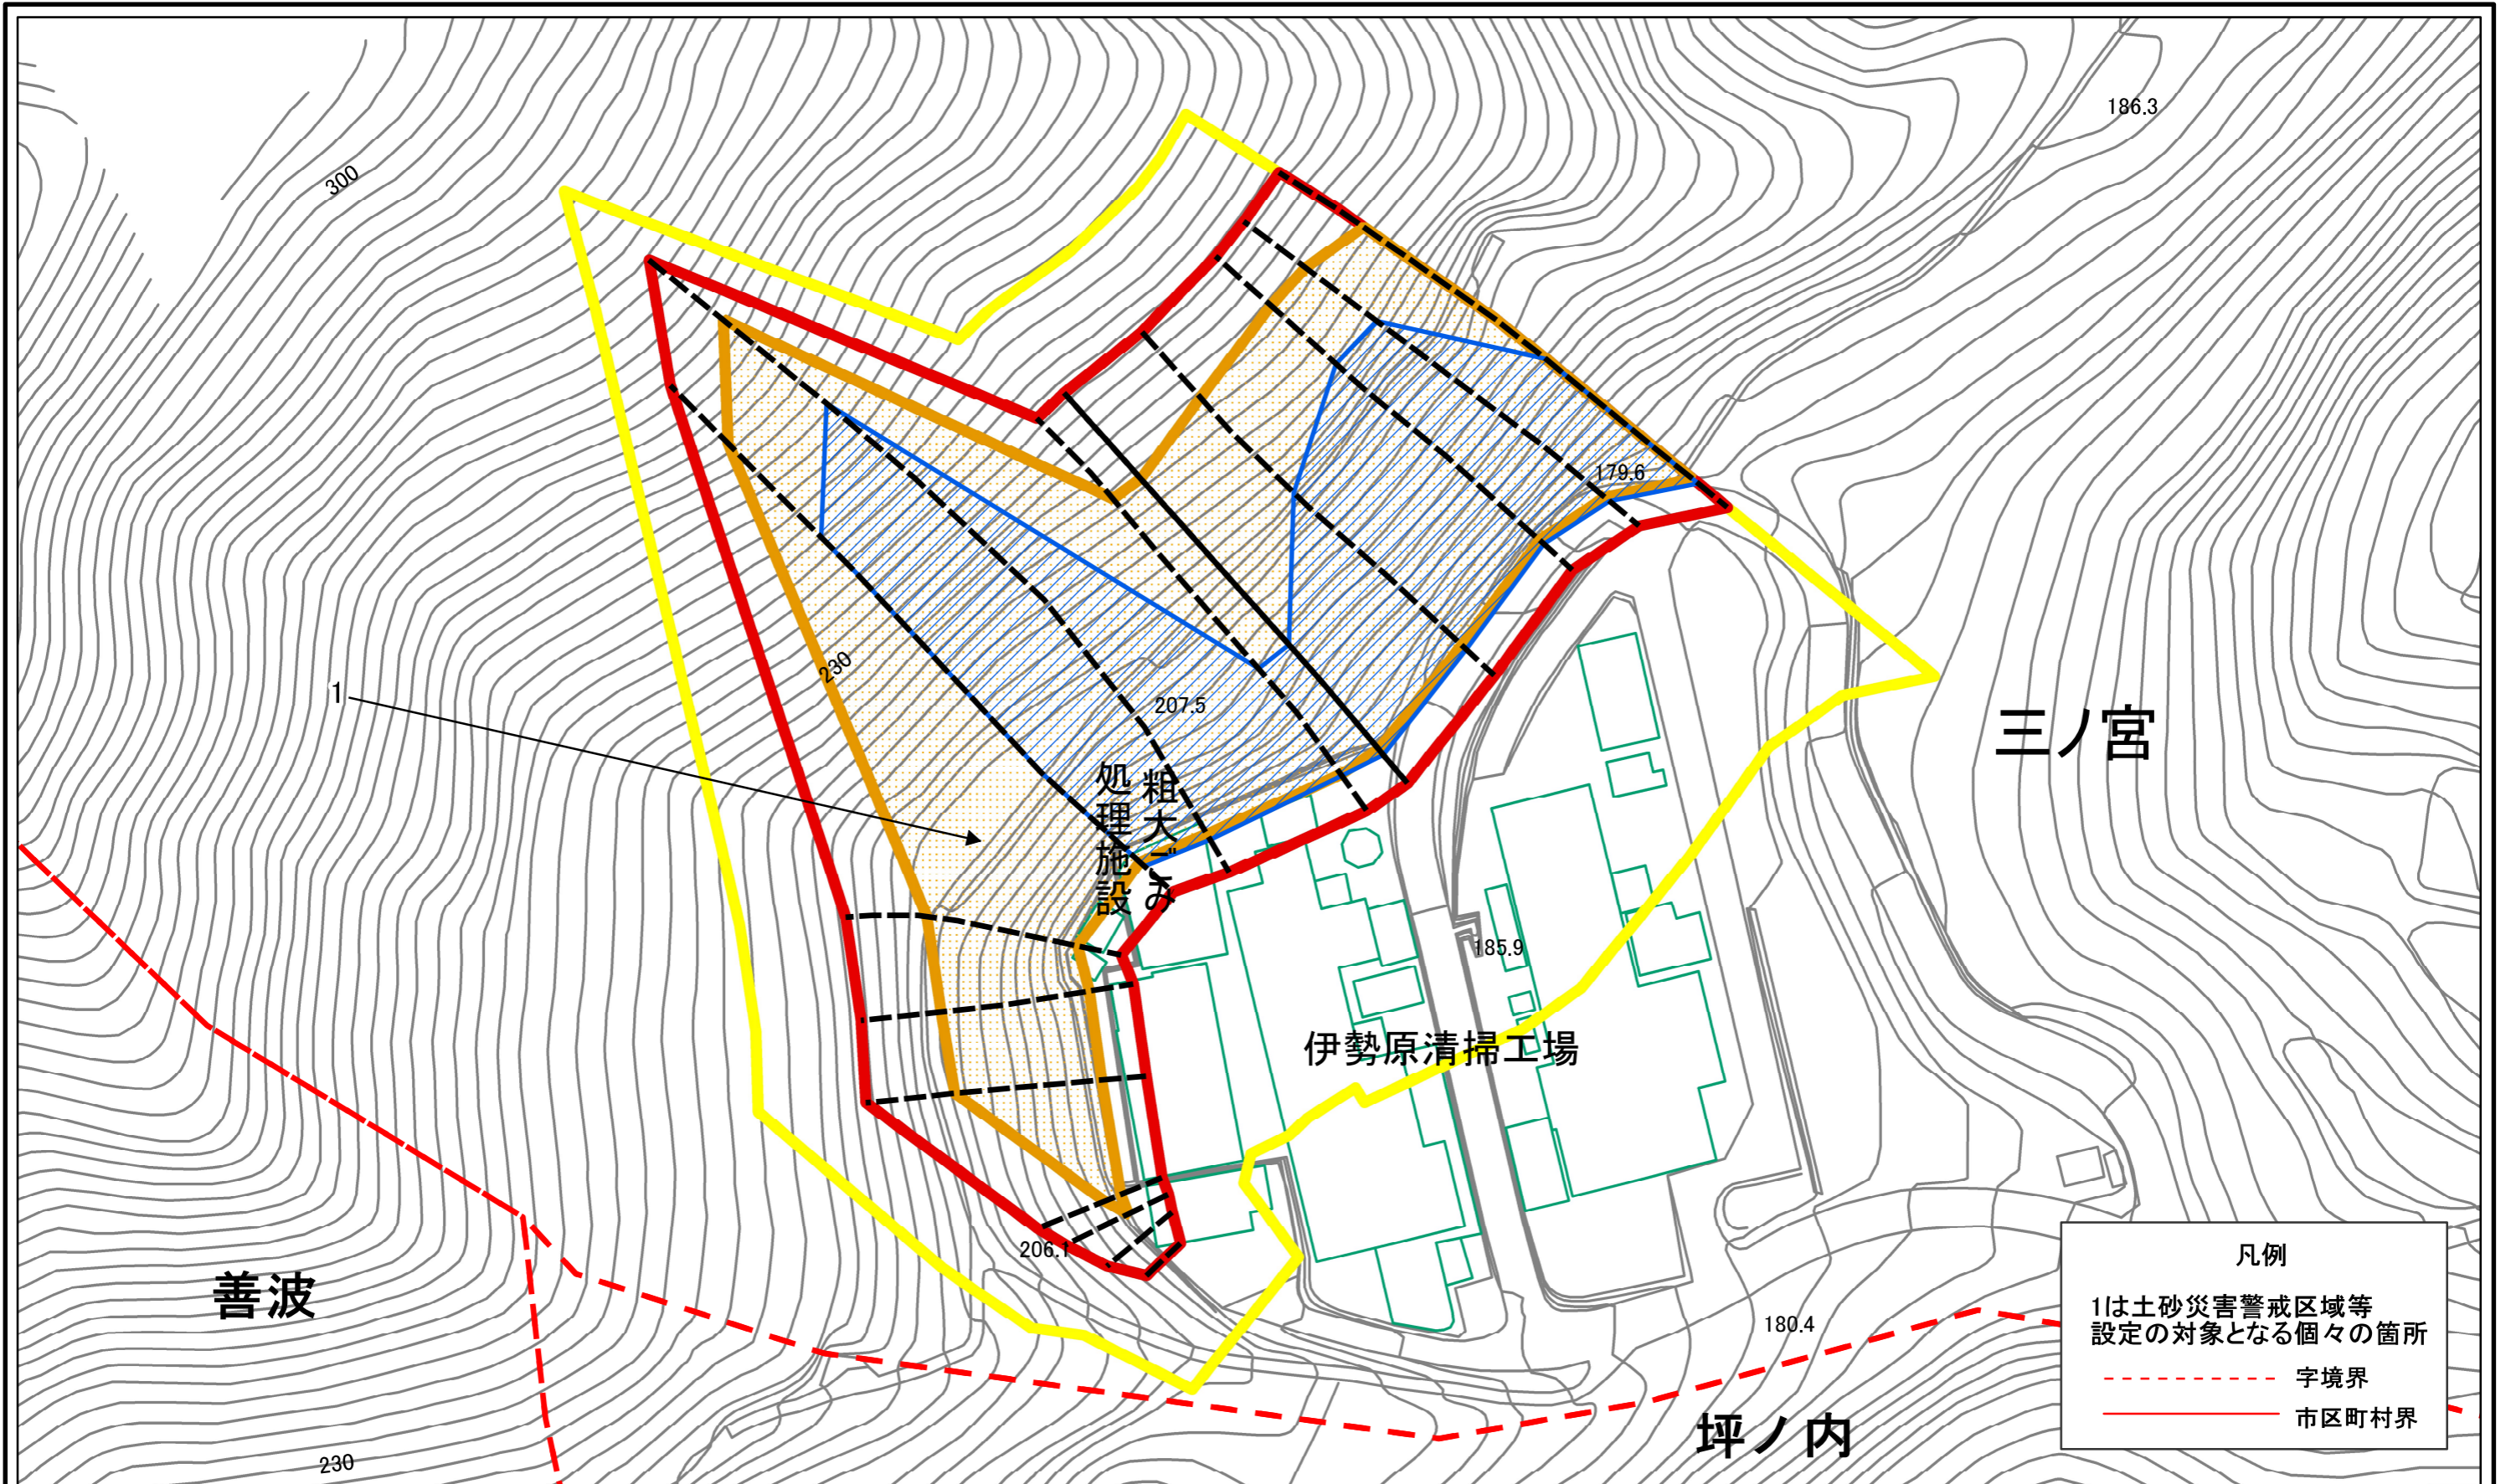 186.3
300
179.6
230
1
207.5
三ノ宮
粗大ごみ
処理施設
185.9
伊勢原清掃工場
206.1
善波
180.4
坪ノ内
230
凡例
1は土砂災害警戒区域等
設定の対象となる個々の箇所
字境界
市区町村界